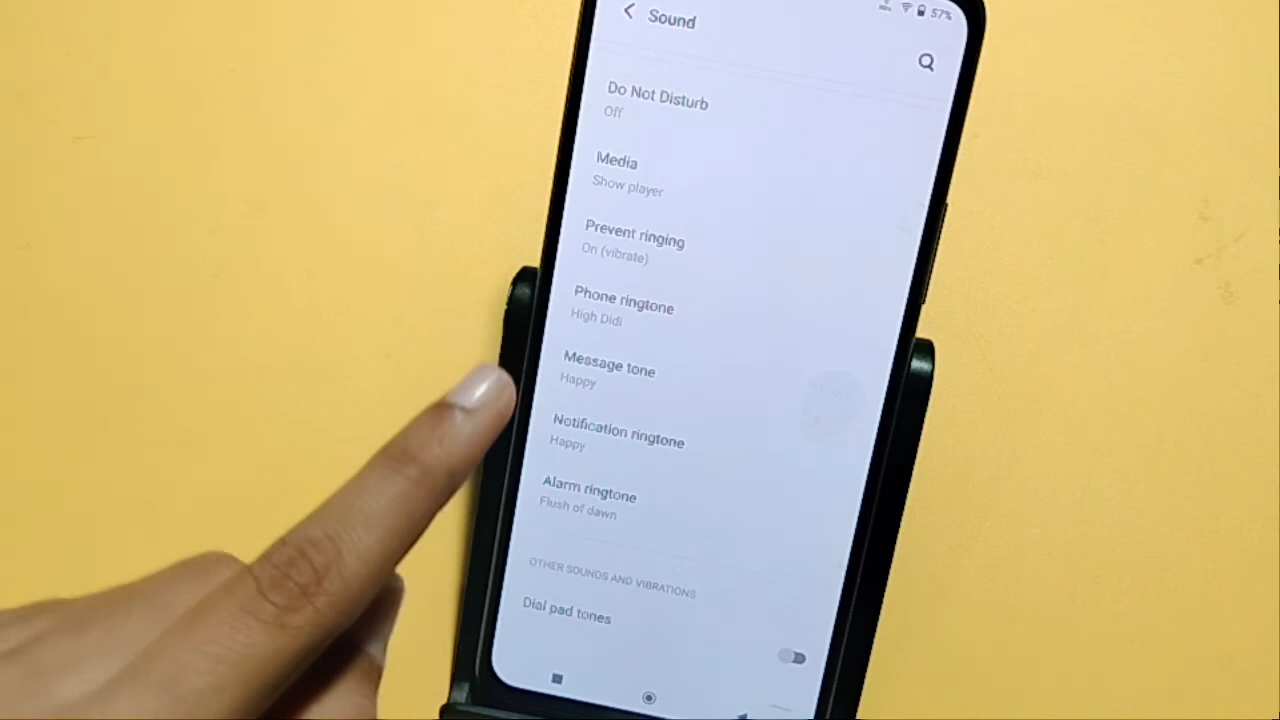 57%
Sound
Do Not Disturb
Off
Media
Show player
Prevent ringing
On (vibrate)
Phone ringtone
High Didi
Message tone
Happy
Notification ringtone
Happy
Alarm ringtone
Flush of dawn
OTHER SOUNDS AND VIBRATIONS
Dial pad tones